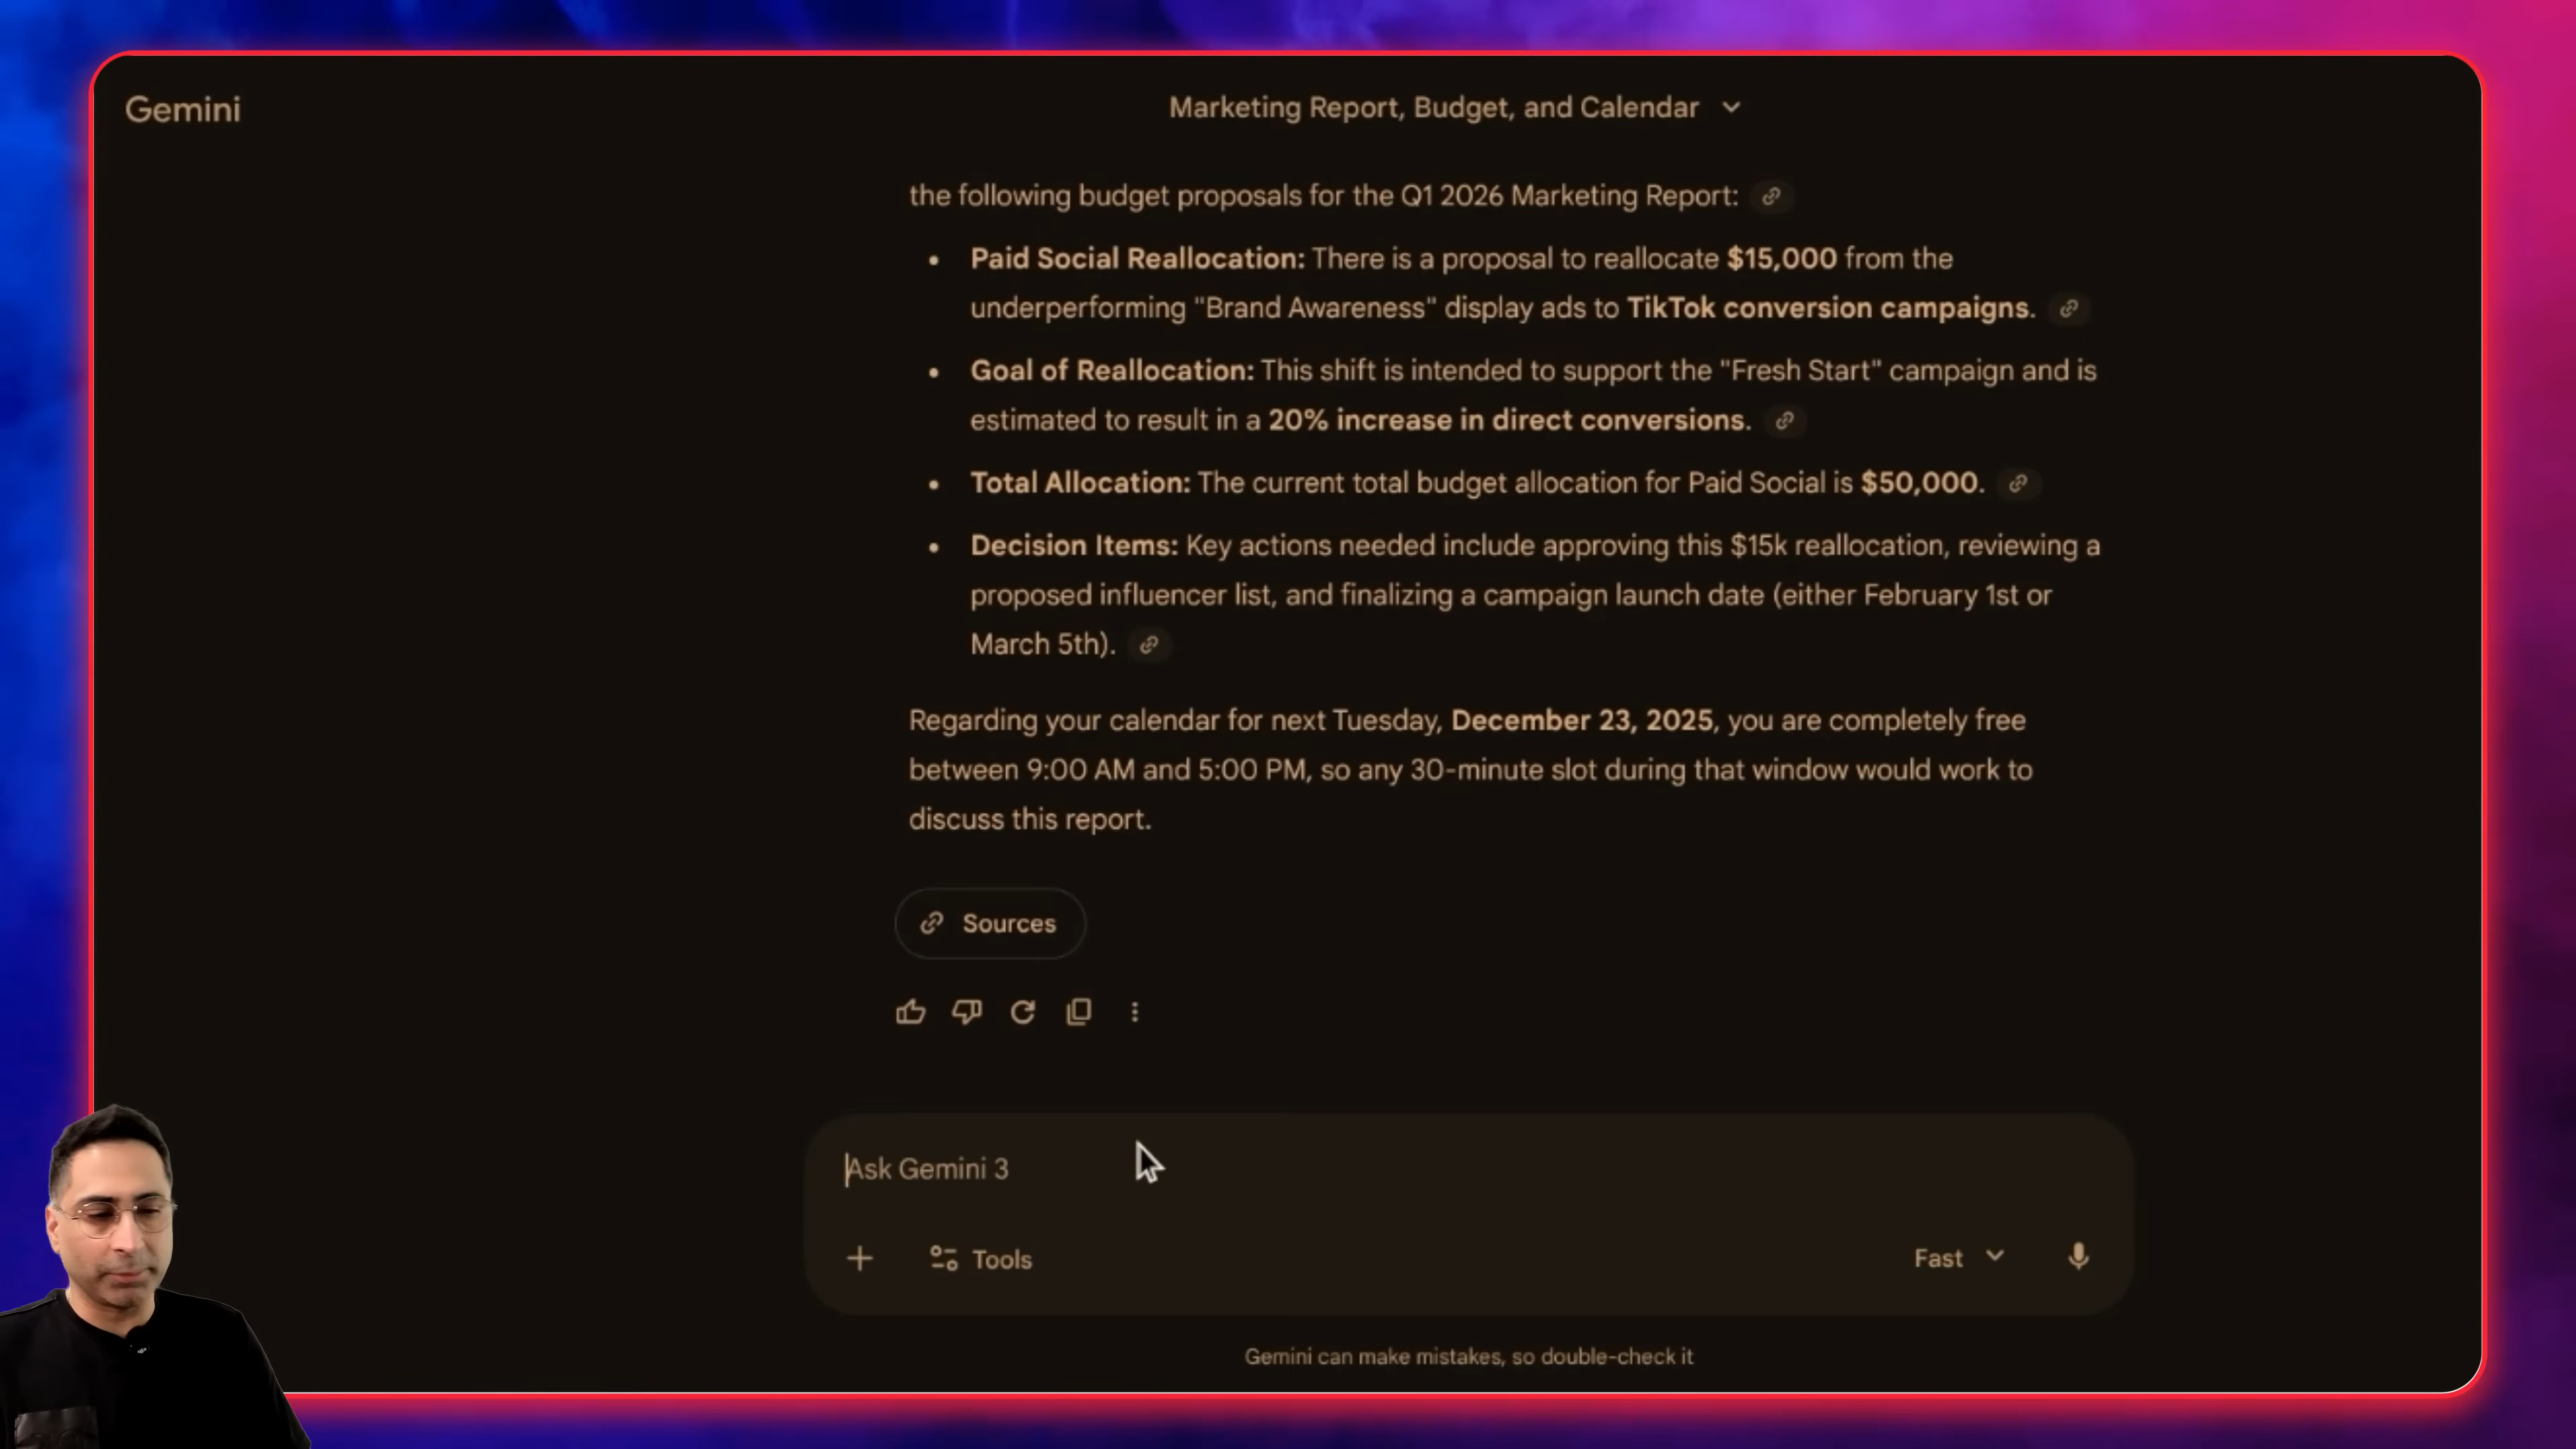 Gemini
Marketing Report, Budget, and Calendar
the following budget proposals for the Q1 2026 Marketing Report:
• Paid Social Reallocation: There is a proposal to reallocate $15,000 from the
underperforming "Brand Awareness" display ads to TikTok conversion campaigns.
• Goal of Reallocation: This shift is intended to support the "Fresh Start" campaign and is
estimated to result in a 20% increase in direct conversions.
• Total Allocation: The current total budget allocation for Paid Social is $50,000.
• Decision Items: Key actions needed include approving this $15k reallocation, reviewing a
proposed influencer list, and finalizing a campaign launch date (either February 1st or
March 5th).
Regarding your calendar for next Tuesday, December 23, 2025, you are completely free
between 9:00 AM and 5:00 PM, so any 30-minute slot during that window would work to
discuss this report.
Sources
Ask Gemini 3
Tools
Fast
Gemini can make mistakes, so double-check it